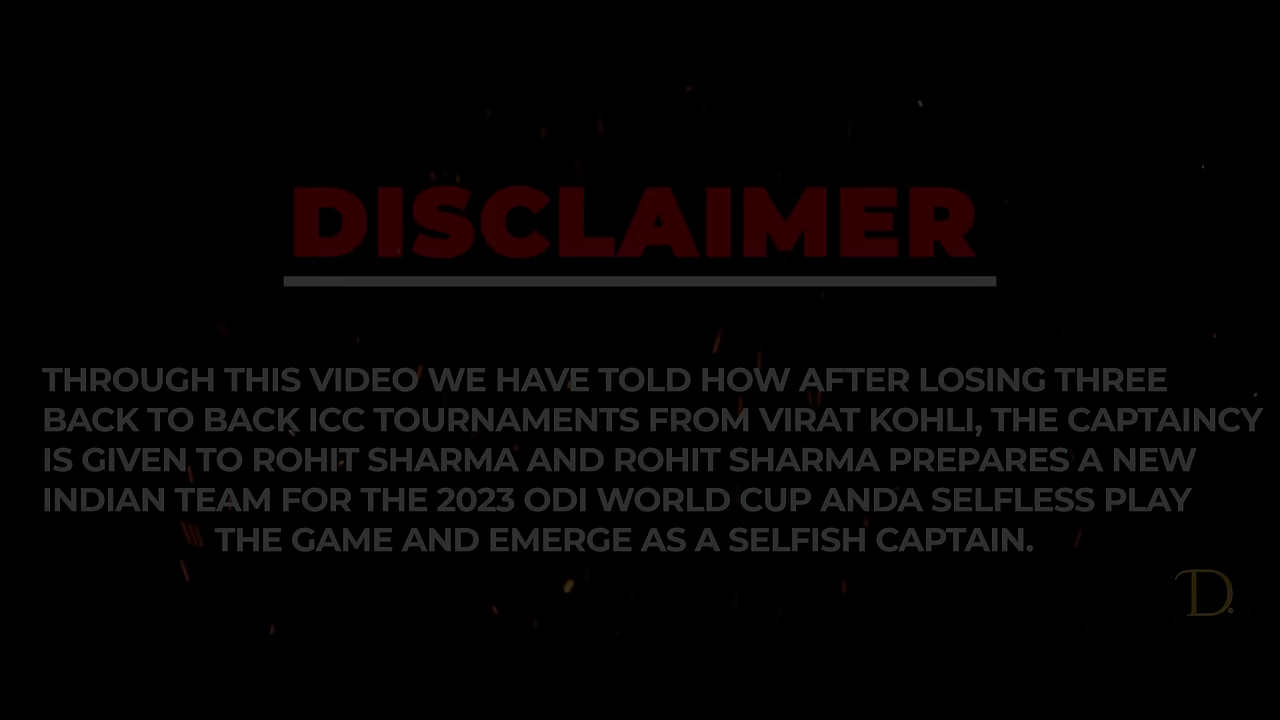 DISCLAIMER
THROUGH THIS VIDEO WE HAVE TOLD HOW AFTER LOSING THREE
BACK TO BACK ICC TOURNAMENTS FROM VIRAT KOHLI, THE CAPTAINCY
IS GIVEN TO ROHIT SHARMA AND ROHIT SHARMA PREPARES A NEW
INDIAN TEAM FOR THE 2023 ODI WORLD CUP ANDA SELFLESS PLAY
THE GAME AND EMERGE AS A SELFISH CAPTAIN.
D.